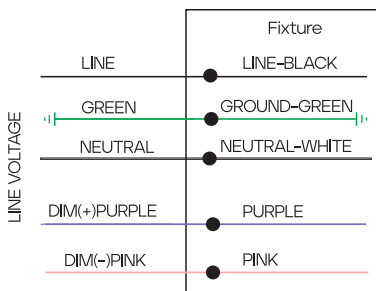 Fixture
LINE LINE-BLACK
GREEN GROUND-GREEN
NEUTRAL NEUTRAL-WHITE
LINE VOLTAGE
DIM(+)PURPLE PURPLE
DIM(-)PINK PINK